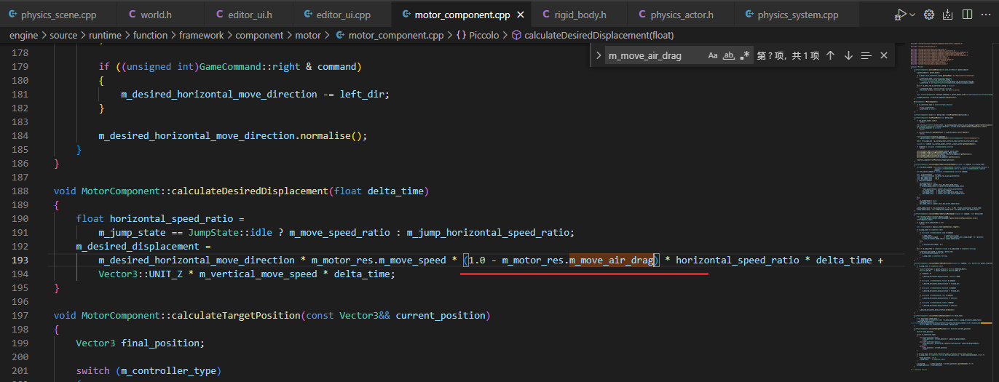 physics_scene.cpp world.h editor_ui.h editor_ui.cpp motor_component.cpp rigid_body.h physics_actor.h physics_system.cpp
engine > source > runtime > function > framework > component > motor > motor_component.cpp > {} Piccolo > calculateDesiredDisplacement(float)
m_move_air_drag Aa ab .* 第 ? 项，共 1 项
178 }
179 if ((unsigned int)GameCommand::right & command)
180 {
181 m_desired_horizontal_move_direction -= left_dir;
182 }
183
184 m_desired_horizontal_move_direction.normalise();
185 }
186 }
187
188 void MotorComponent::calculateDesiredDisplacement(float delta_time)
189 {
190 float horizontal_speed_ratio =
191 m_jump_state == JumpState::idle ? m_move_speed_ratio : m_jump_horizontal_speed_ratio;
192 m_desired_displacement =
193 m_desired_horizontal_move_direction * m_motor_res.m_move_speed * (1.0 - m_motor_res.m_move_air_drag) * horizontal_speed_ratio * delta_time +
194 Vector3::UNIT_Z * m_vertical_move_speed * delta_time;
195 }
196
197 void MotorComponent::calculateTargetPosition(const Vector3&& current_position)
198 {
199 Vector3 final_position;
200
201 switch (m_controller_type)